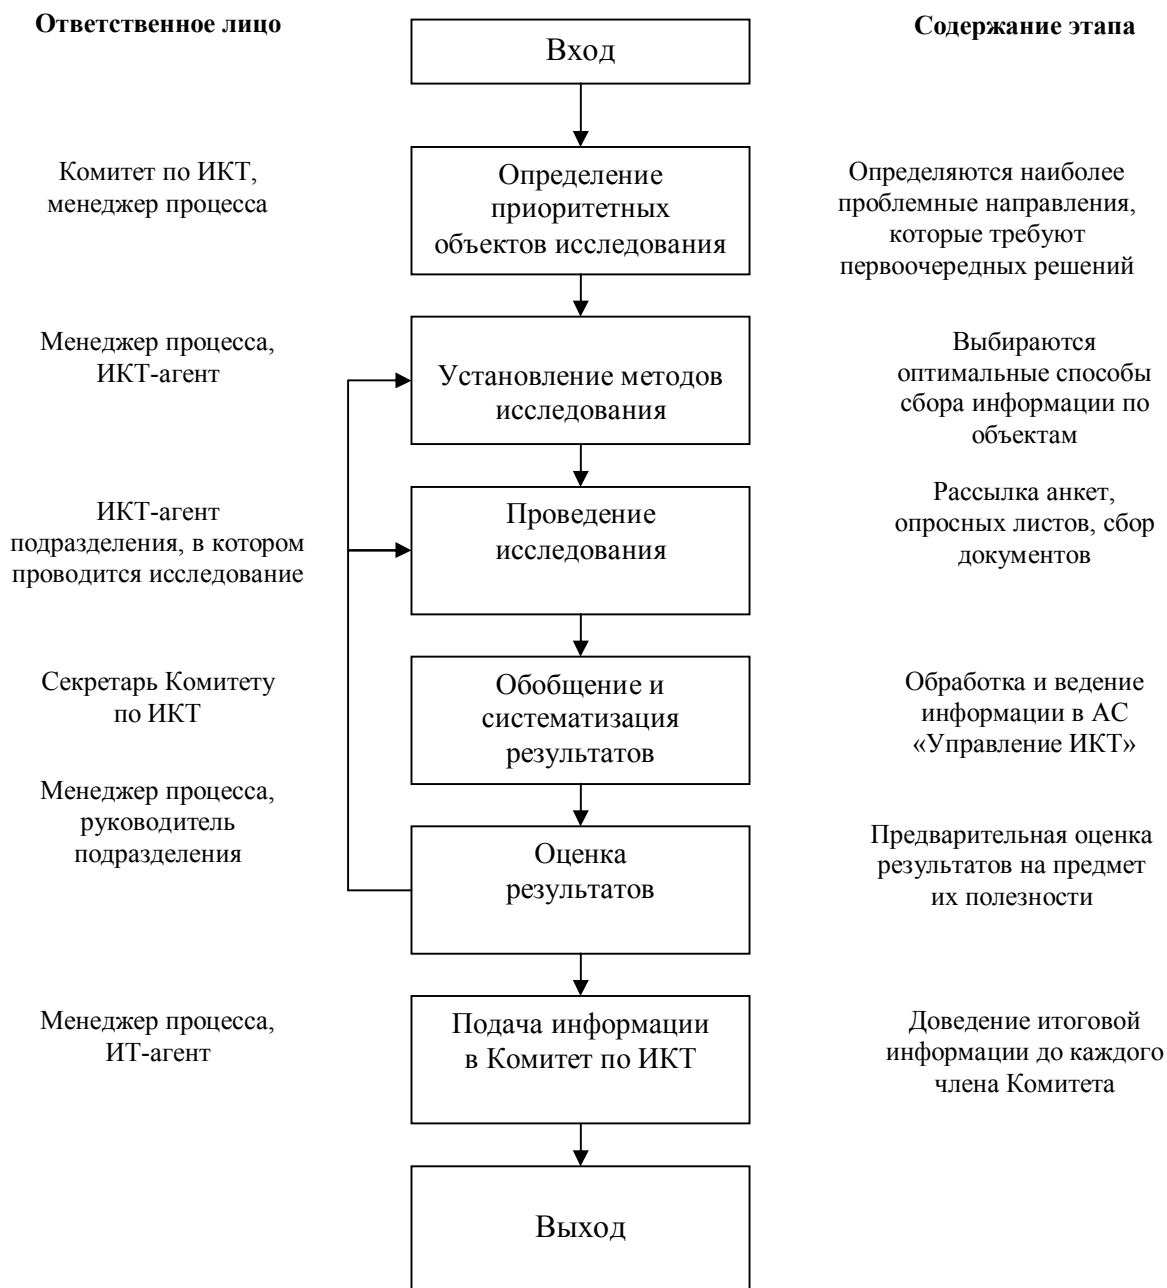 Ответственное лицо
Вход
Содержание этапа
Комитет по ИКТ,
менеджер процесса
Определение
приоритетных
объектов исследования
Определяются наиболее
проблемные направления,
которые требуют
первоочередных решений
Менеджер процесса,
ИКТ-агент
Установление методов
исследования
Выбираются
оптимальные способы
сбора информации по
объектам
ИКТ-агент
подразделения, в котором
проводится исследование
Проведение
исследования
Рассылка анкет,
опросных листов, сбор
документов
Секретарь Комитету
по ИКТ
Обобщение и
систематизация
результатов
Обработка и ведение
информации в АС
«Управление ИКТ»
Менеджер процесса,
руководитель
подразделения
Оценка
результатов
Предварительная оценка
результатов на предмет
их полезности
Менеджер процесса,
ИТ-агент
Подача информации
в Комитет по ИКТ
Доведение итоговой
информации до каждого
члена Комитета
Выход